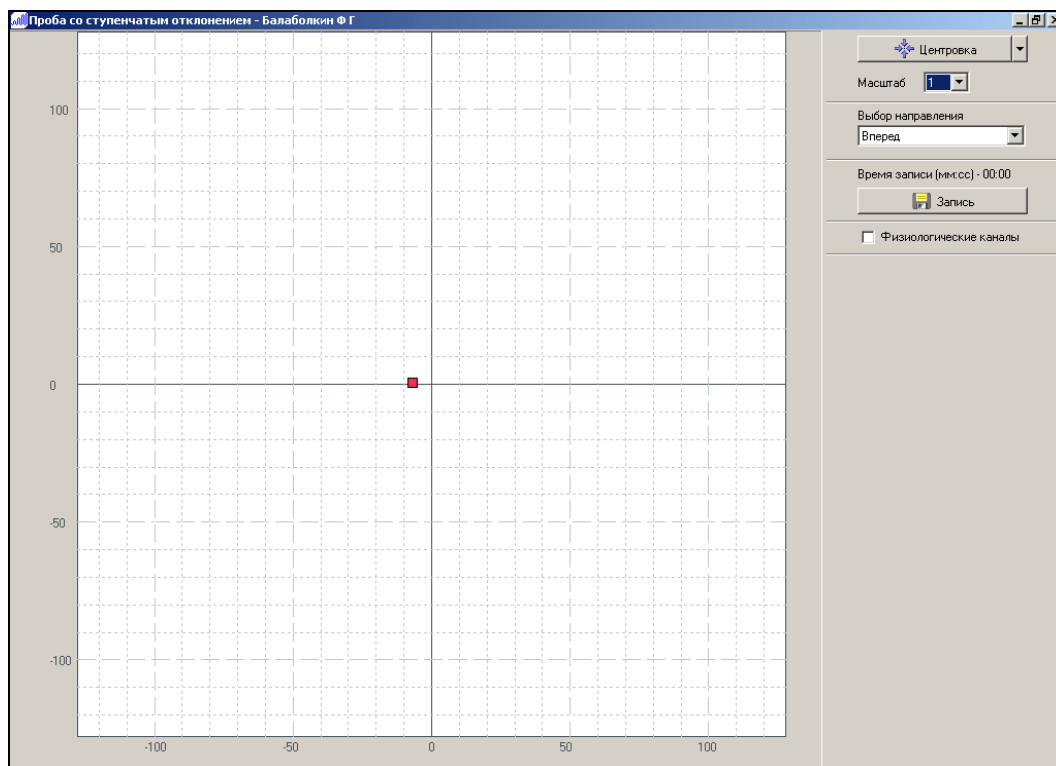 Проба со ступенчатым отклонением - Балаболкин Ф Г
Центровка
Масштаб 1
Выбор направления
Вперед
Время записи (мм:сс) - 00:00
Запись
Физиологические каналы
100
50
0
-50
-100
-100 -50 0 50 100